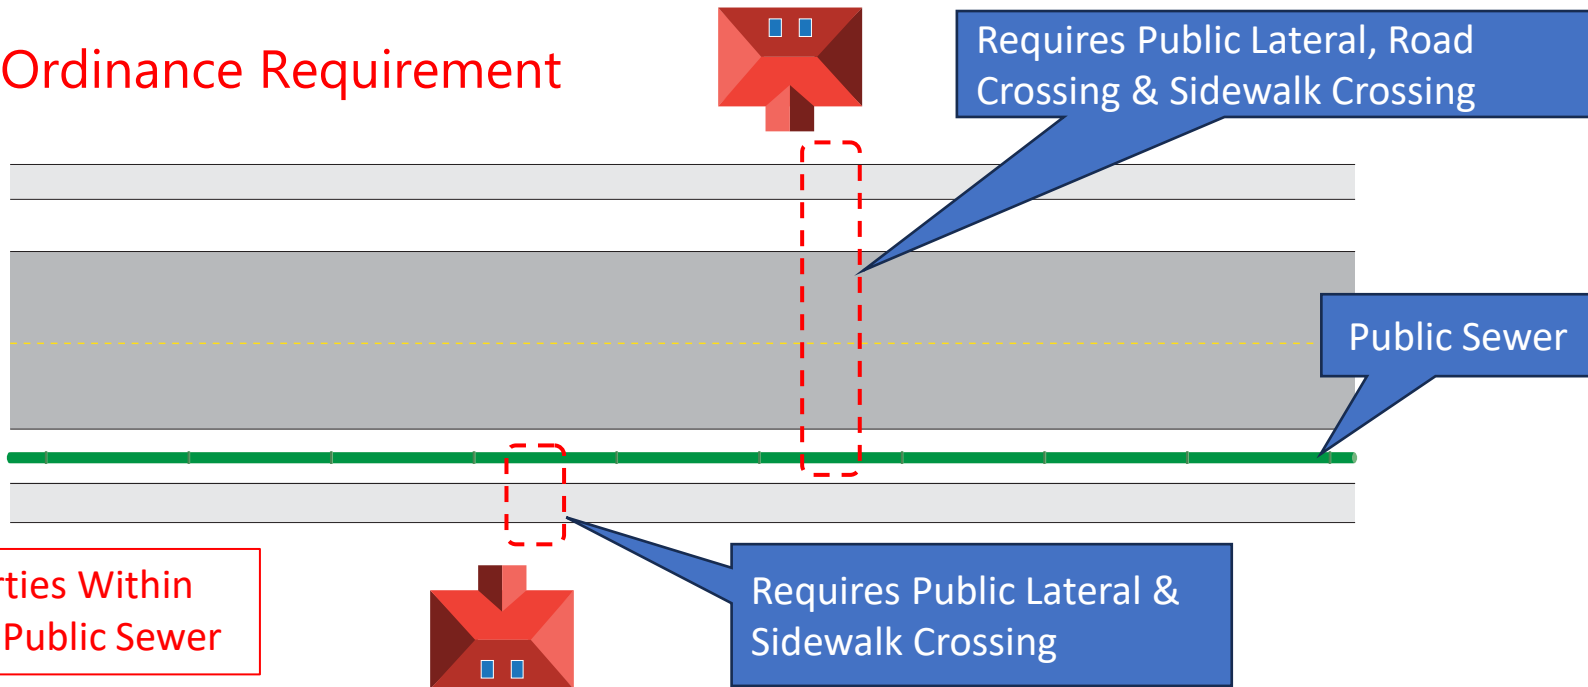 Ordinance Requirement
Requires Public Lateral, Road
Crossing & Sidewalk Crossing
Public Sewer
rties Within
Public Sewer
Requires Public Lateral &
Sidewalk Crossing